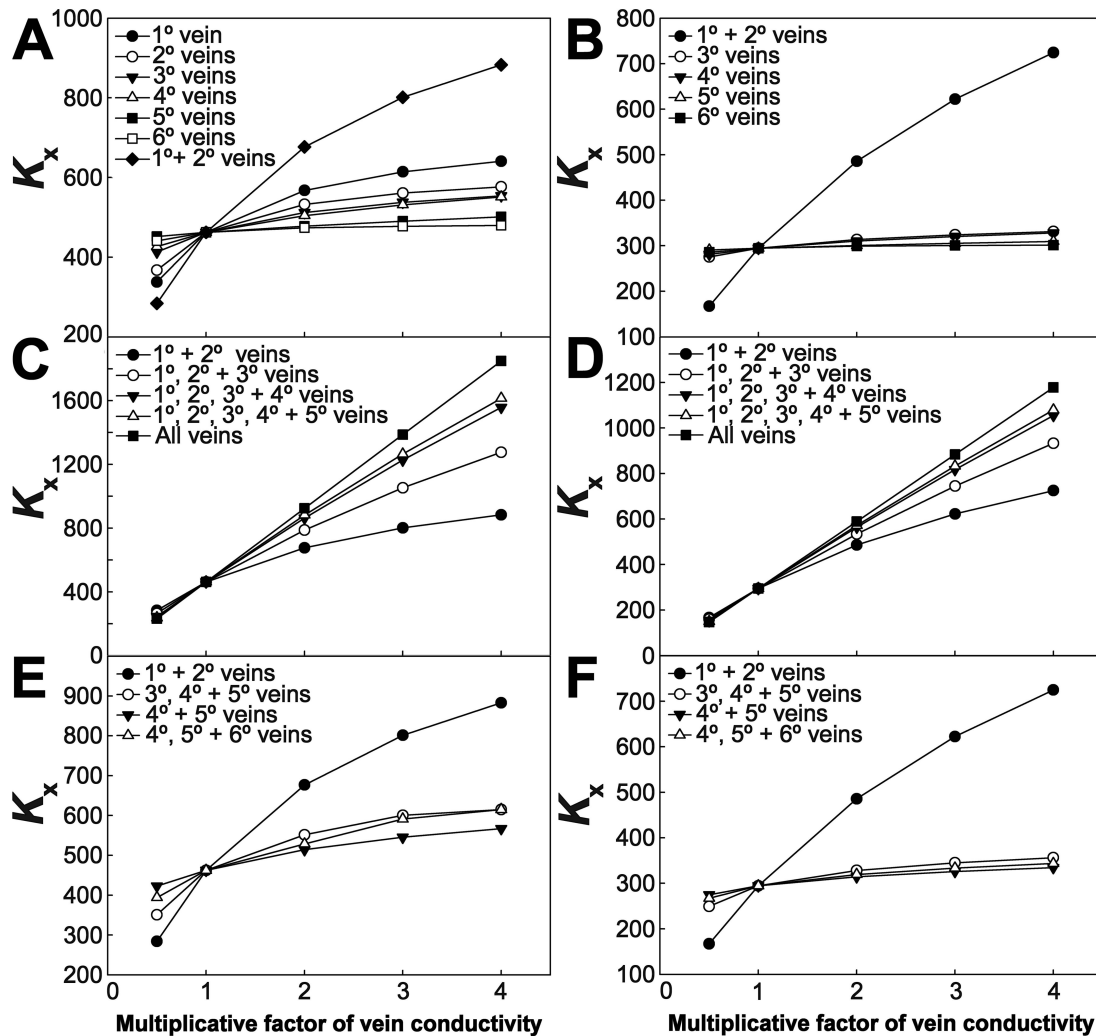 A
1000
800
600
400
200
Kx
1º vein
2º veins
3º veins
4º veins
5º veins
6º veins
1º+ 2º veins
B
800
700
600
500
400
300
200
100
Kx
1º + 2º veins
3º veins
4º veins
5º veins
6º veins
C
1600
1200
800
400
0
Kx
1º + 2º veins
1º, 2º + 3º veins
1º, 2º, 3º + 4º veins
1º, 2º, 3º, 4º + 5º veins
All veins
D
1200
1000
800
600
400
200
0
Kx
1º + 2º veins
1º, 2º + 3º veins
1º, 2º, 3º + 4º veins
1º, 2º, 3º, 4º + 5º veins
All veins
E
900
800
700
600
500
400
300
200
Kx
1º + 2º veins
3º, 4º + 5º veins
4º + 5º veins
4º, 5º + 6º veins
0 1 2 3 4
Multiplicative factor of vein conductivity
F
700
600
500
400
300
200
100
Kx
1º + 2º veins
3º, 4º + 5º veins
4º + 5º veins
4º, 5º + 6º veins
0 1 2 3 4
Multiplicative factor of vein conductivity